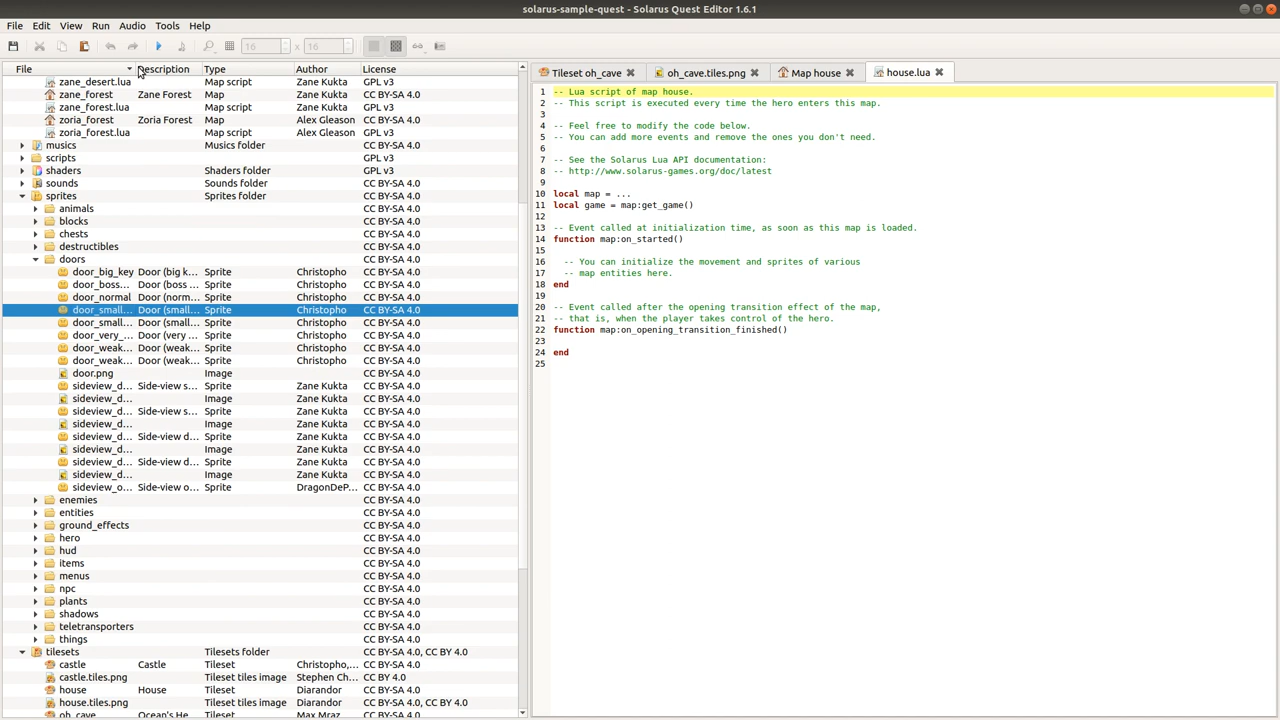 solarus-sample-quest - Solarus Quest Editor 1.6.1
File Edit View Run Audio Tools Help
16 x 16
File Description Type Author License
zane_desert.lua Map script Zane Kukta GPL v3
zane_forest Zane Forest Map Zane Kukta CC BY-SA 4.0
zane_forest.lua Map script Zane Kukta GPL v3
zoria_forest Zoria Forest Map Alex Gleason CC BY-SA 4.0
zoria_forest.lua Map script Alex Gleason GPL v3
musics Musics folder CC BY-SA 4.0
scripts GPL v3
shaders Shaders folder GPL v3
sounds Sounds folder CC BY-SA 4.0
sprites Sprites folder CC BY-SA 4.0
animals CC BY-SA 4.0
blocks CC BY-SA 4.0
chests CC BY-SA 4.0
destructibles CC BY-SA 4.0
doors CC BY-SA 4.0
door_big_key Door (big k... Sprite Christopho CC BY-SA 4.0
door_boss... Door (boss ... Sprite Christopho CC BY-SA 4.0
door_normal Door (norm... Sprite Christopho CC BY-SA 4.0
door_small... Door (small... Sprite Christopho CC BY-SA 4.0
door_small... Door (small... Sprite Christopho CC BY-SA 4.0
door_very_... Door (very ... Sprite Christopho CC BY-SA 4.0
door_weak... Door (weak... Sprite Christopho CC BY-SA 4.0
door_weak... Door (weak... Sprite Christopho CC BY-SA 4.0
door.png Image CC BY-SA 4.0
sideview_d... Side-view s... Sprite Zane Kukta CC BY-SA 4.0
sideview_d... Image Zane Kukta CC BY-SA 4.0
sideview_d... Side-view s... Sprite Zane Kukta CC BY-SA 4.0
sideview_d... Image Zane Kukta CC BY-SA 4.0
sideview_d... Side-view d... Sprite Zane Kukta CC BY-SA 4.0
sideview_d... Image Zane Kukta CC BY-SA 4.0
sideview_d... Side-view d... Sprite Zane Kukta CC BY-SA 4.0
sideview_d... Image Zane Kukta CC BY-SA 4.0
sideview_o... Side-view o... Sprite DragonDeP... CC BY-SA 4.0
enemies CC BY-SA 4.0
entities CC BY-SA 4.0
ground_effects CC BY-SA 4.0
hero CC BY-SA 4.0
hud CC BY-SA 4.0
items CC BY-SA 4.0
menus CC BY-SA 4.0
npc CC BY-SA 4.0
plants CC BY-SA 4.0
shadows CC BY-SA 4.0
teletransporters CC BY-SA 4.0
things CC BY-SA 4.0
tilesets Tilesets folder CC BY-SA 4.0, CC BY 4.0
castle Castle Tileset Christopho,... CC BY-SA 4.0
castle.tiles.png Tileset tiles image Stephen Ch... CC BY 4.0
house House Tileset Diarandor CC BY-SA 4.0
house.tiles.png Tileset tiles image Diarandor CC BY-SA 4.0, CC BY-SA 4.0
oh_cave Ocean's He... Tileset Max Mraz CC BY-SA 4.0
Tileset oh_cave oh_cave.tiles.png Map house house.lua
1 -- Lua script of map house.
2 -- This script is executed every time the hero enters this map.
3
4 -- Feel free to modify the code below.
5 -- You can add more events and remove the ones you don't need.
6
7 -- See the Solarus Lua API documentation:
8 -- http://www.solarus-games.org/doc/latest
9
10 local map = ...
11 local game = map:get_game()
12
13 -- Event called at initialization time, as soon as this map is loaded.
14 function map:on_started()
15
16 -- You can initialize the movement and sprites of various
17 -- map entities here.
18 end
19
20 -- Event called after the opening transition effect of the map,
21 -- that is, when the player takes control of the hero.
22 function map:on_opening_transition_finished()
23
24 end
25